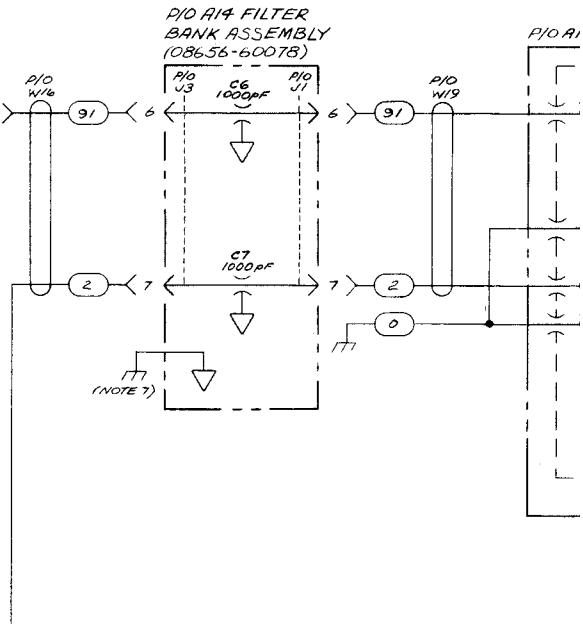 P/O A14 FILTER
BANK ASSEMBLY
(08656-60078)
P/O A1
P/O
W16
P/O
J3
C6
1000pF
P/O
J1
P/O
W19
91
6
6
91
C7
1000pF
2
7
7
2
0
(NOTE 7)